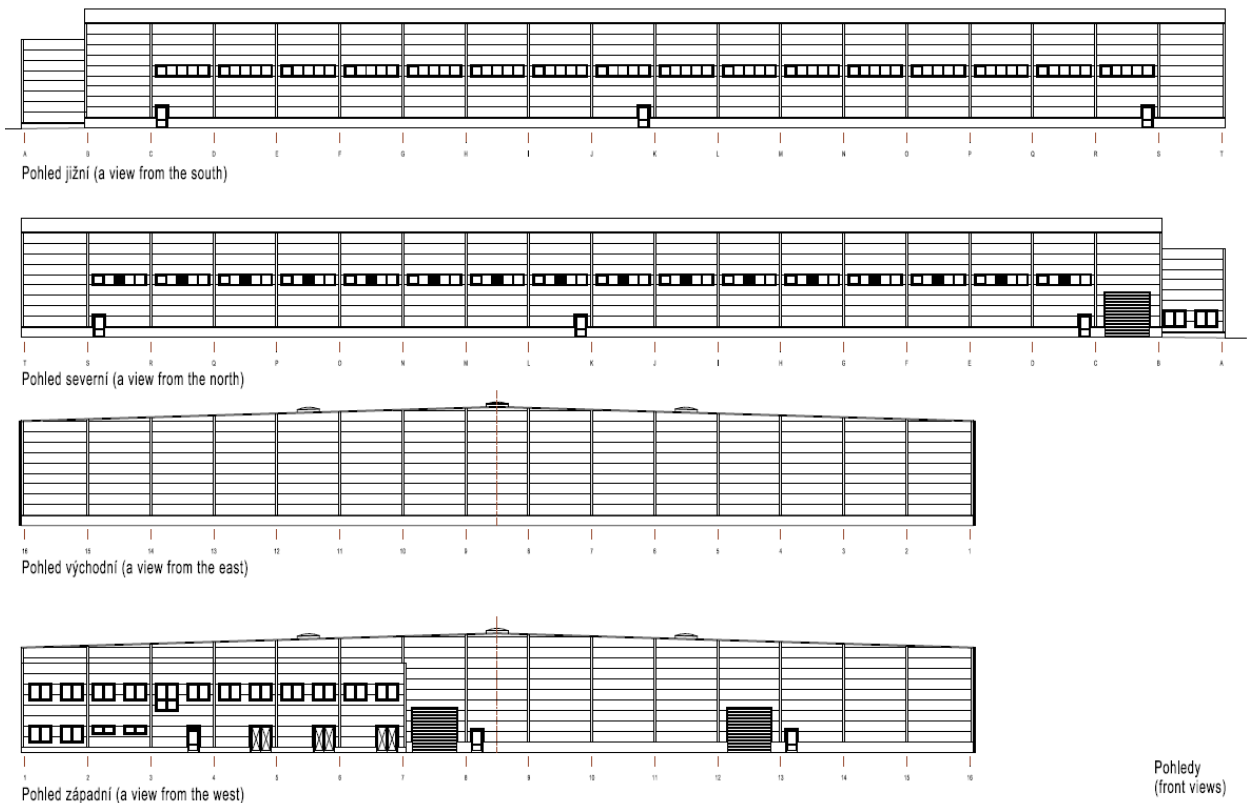 A B C D E F G H I J K L M N O P Q R S T
Pohled jižní (a view from the south)
T S R Q P O N M L K J I H G F E D C B A
Pohled severní (a view from the north)
16 15 14 13 12 11 10 9 8 7 6 5 4 3 2 1
Pohled východní (a view from the east)
1 2 3 4 5 6 7 8 9 10 11 12 13 14 15 16
Pohled západní (a view from the west)
Pohledy
(front views)